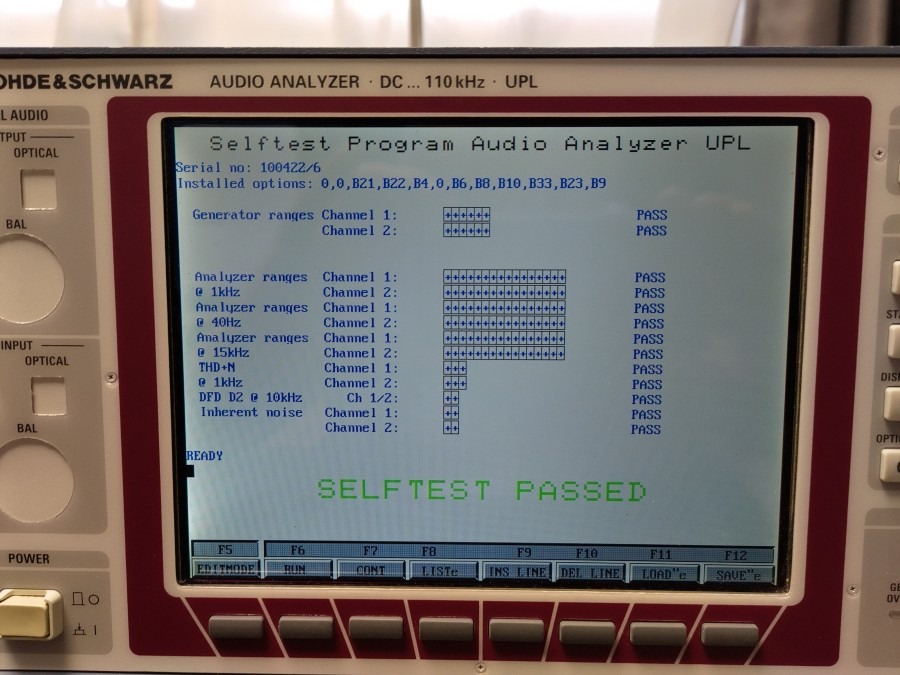 OHDE&SCHWARZ AUDIO ANALYZER · DC ... 110 kHz · UPL
L AUDIO
TPUT
OPTICAL
BAL
INPUT
OPTICAL
BAL
POWER
Selftest Program Audio Analyzer UPL
Serial no: 100422/6
Installed options: 0,0,B21,B22,B4,0,B6,B8,B10,B33,B23,B9
Generator ranges Channel 1: ++++++ PASS
Channel 2: ++++++ PASS
Analyzer ranges Channel 1: ++++++++++++++++ PASS
@ 1kHz Channel 2: ++++++++++++++++ PASS
Analyzer ranges Channel 1: ++++++++++++++++ PASS
@ 40Hz Channel 2: ++++++++++++++++ PASS
Analyzer ranges Channel 1: ++++++++++++++++ PASS
@ 15kHz Channel 2: ++++++++++++++++ PASS
THD+N Channel 1: +++ PASS
@ 1kHz Channel 2: +++ PASS
DFD D2 @ 10kHz Ch 1/2: ++ PASS
Inherent noise Channel 1: ++ PASS
Channel 2: ++ PASS
READY
SELFTEST PASSED
F5 F6 F7 F8 F9 F10 F11 F12
EDITMODE RUN CONT LIST¢ INS LINE DEL LINE LOAD"¢ SAVE"¢
STA
DISP
OPTIO
GE
OV